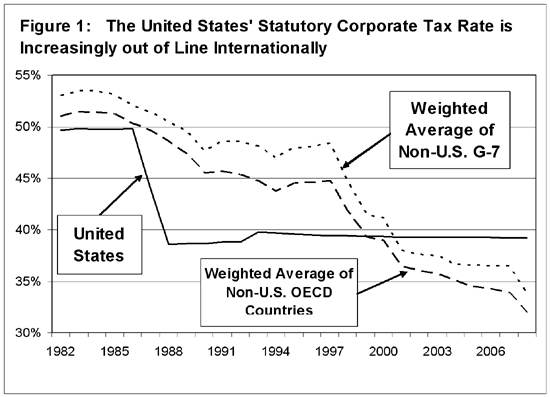 Figure 1: The United States' Statutory Corporate Tax Rate is
Increasingly out of Line Internationally
55%
50%
45%
40%
35%
30%
Weighted
Average of
Non-U.S. G-7
United
States
Weighted Average of
Non-U.S. OECD
Countries
1982
1985
1988
1991
1994
1997
2000
2003
2006